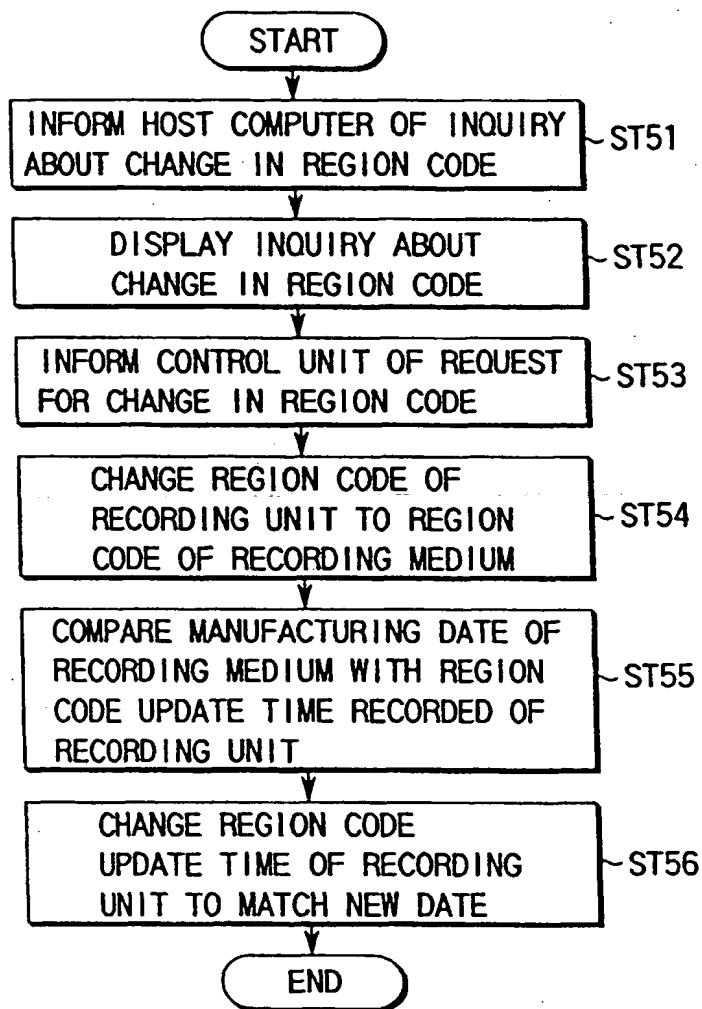 START
INFORM HOST COMPUTER OF INQUIRY
ABOUT CHANGE IN REGION CODE
ST51
DISPLAY INQUIRY ABOUT
CHANGE IN REGION CODE
ST52
INFORM CONTROL UNIT OF REQUEST
FOR CHANGE IN REGION CODE
ST53
CHANGE REGION CODE OF
RECORDING UNIT TO REGION
CODE OF RECORDING MEDIUM
ST54
COMPARE MANUFACTURING DATE OF
RECORDING MEDIUM WITH REGION
CODE UPDATE TIME RECORDED OF
RECORDING UNIT
ST55
CHANGE REGION CODE
UPDATE TIME OF RECORDING
UNIT TO MATCH NEW DATE
ST56
END